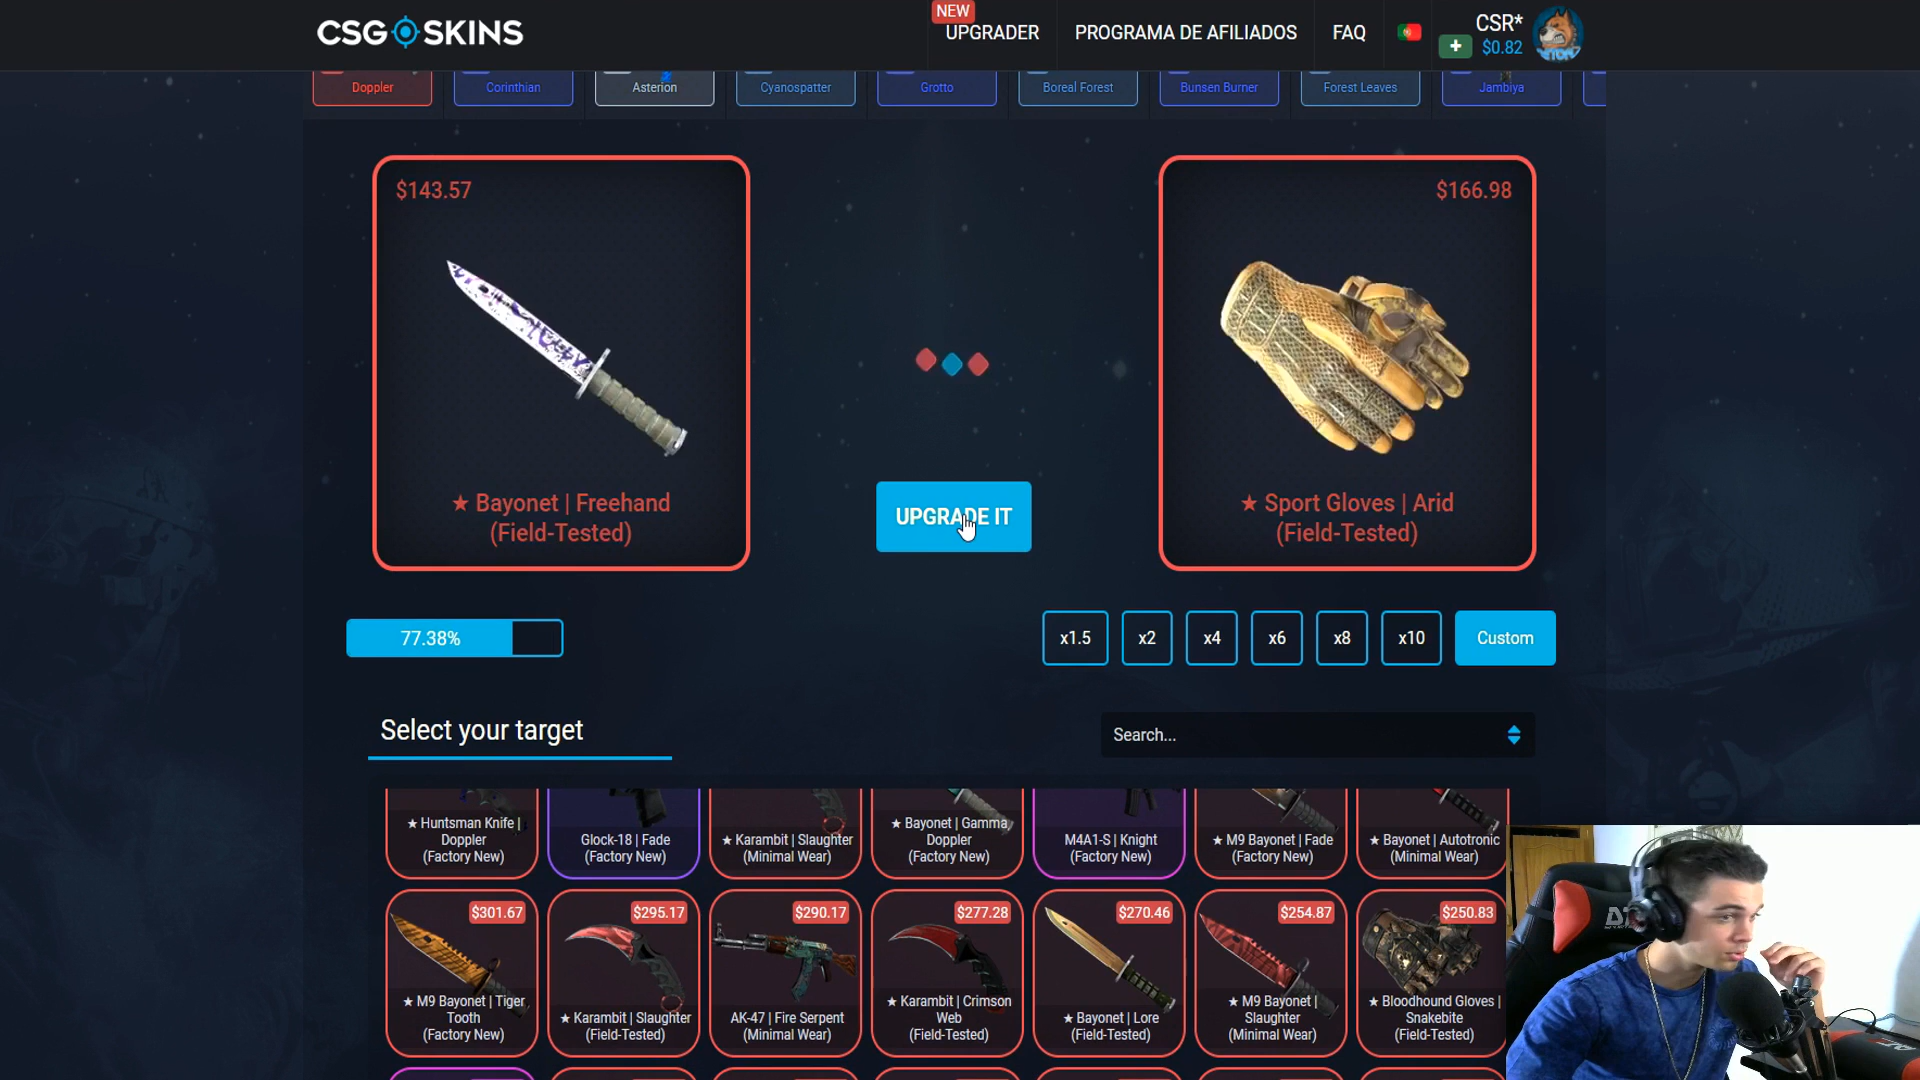 CSG SKINS
NEW
UPGRADER
PROGRAMA DE AFILIADOS
FAQ
CSR*
$0.82
Doppler
Corinthian
Asterion
Cyanospatter
Grotto
Boreal Forest
Bunsen Burner
Forest Leaves
Jambiya
$143.57
★ Bayonet | Freehand
(Field-Tested)
UPGRADE IT
$166.98
★ Sport Gloves | Arid
(Field-Tested)
77.38%
x1.5
x2
x4
x6
x8
x10
Custom
Select your target
Search...
★ Huntsman Knife |
Doppler
(Factory New)
Glock-18 | Fade
(Factory New)
★ Karambit | Slaughter
(Minimal Wear)
★ Bayonet | Gamma
Doppler
(Factory New)
M4A1-S | Knight
(Factory New)
★ M9 Bayonet | Fade
(Factory New)
★ Bayonet | Autotronic
(Minimal Wear)
$301.67
★ M9 Bayonet | Tiger
Tooth
(Factory New)
$295.17
★ Karambit | Slaughter
(Field-Tested)
$290.17
AK-47 | Fire Serpent
(Minimal Wear)
$277.28
★ Karambit | Crimson
Web
(Field-Tested)
$270.46
★ Bayonet | Lore
(Field-Tested)
$254.87
★ M9 Bayonet |
Slaughter
(Minimal Wear)
$250.83
★ Bloodhound Gloves |
Snakebite
(Field-Tested)